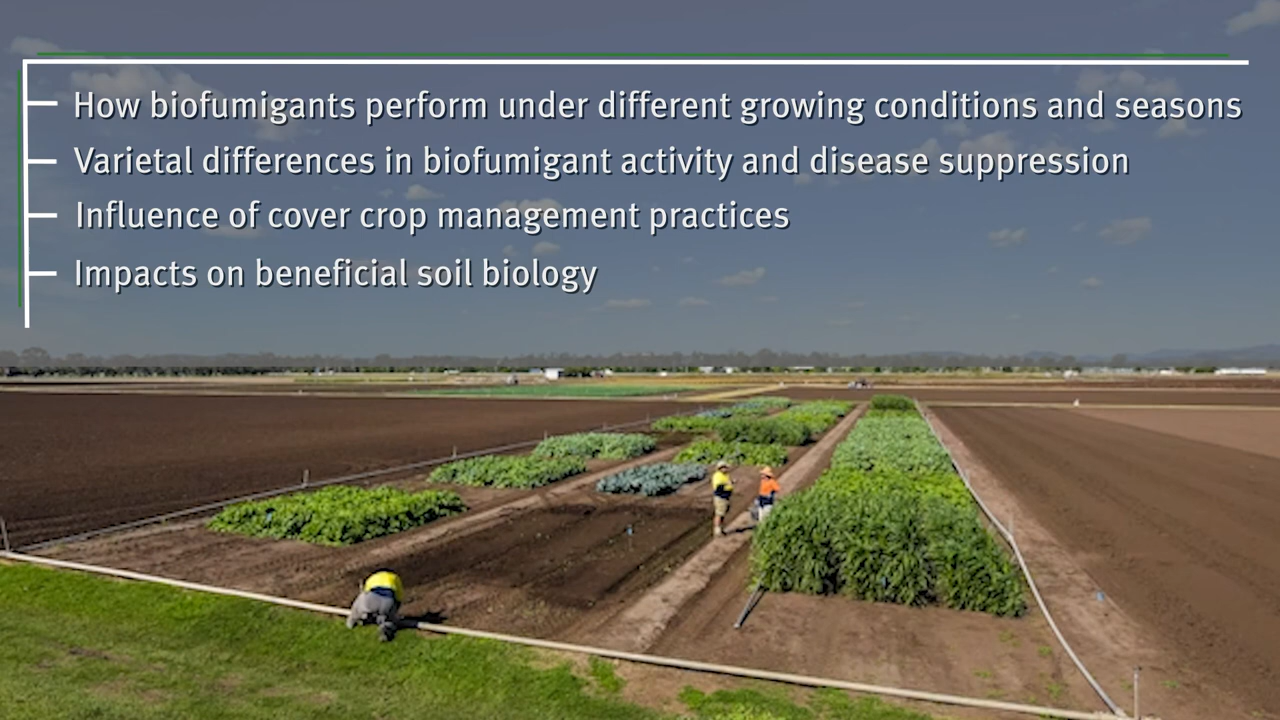 How biofumigants perform under different growing conditions and seasons
Varietal differences in biofumigant activity and disease suppression
Influence of cover crop management practices
Impacts on beneficial soil biology